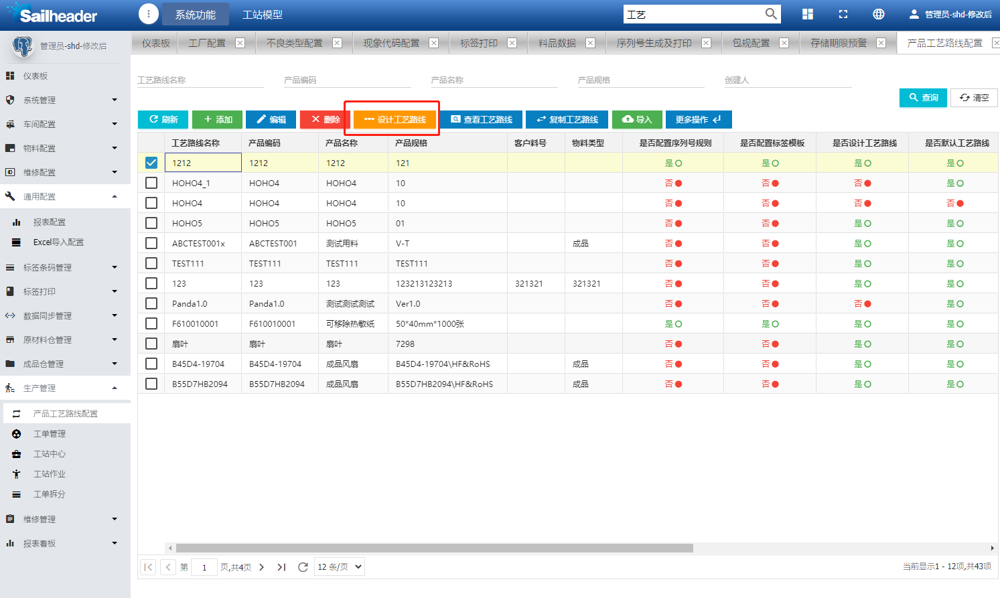 Sailheader
系统功能
工站模型
工艺
管理员-shd-修改后
管理员-shd-修改后
仪表板
工厂配置
不良类型配置
现象代码配置
标签打印
料品数据
序列号生成及打印
包规配置
存储期限预警
产品工艺路线配置
仪表板
系统管理
车间配置
物料配置
维修配置
通用配置
报表配置
Excel导入配置
标签条码管理
标签打印
数据同步管理
原材料仓管理
成品仓管理
生产管理
产品工艺路线配置
工单管理
工站中心
工站作业
工单拆分
维修管理
报表看板
工艺路线名称 产品编码 产品名称 产品规格 创建人
查询 清空
刷新 添加 编辑 删除 设计工艺路线 查看工艺路线 复制工艺路线 导入 更多操作
工艺路线名称 产品编码 产品名称 产品规格 客户料号 物料类型 是否配置序列号规则 是否配置标签模板 是否设计工艺路线 是否默认工艺路线
1212 1212 1212 121 是 是 是 是
HOHO4_1 HOHO4 HOHO4 10 否 否 否 是
HOHO4 HOHO4 HOHO4 10 否 否 否 否
HOHO5 HOHO5 HOHO5 01 否 否 是 是
ABCTEST001x ABCTEST001 测试用料 V-T 成品 否 否 是 是
TEST111 TEST111 TEST111 TEST111 否 否 是 是
123 123 123 123213123213 321321 321321 否 否 是 是
Panda1.0 Panda1.0 测试测试测试 Ver1.0 否 否 否 是
F610010001 F610010001 可移除热敏纸 50*40mm*1000张 是 是 是 是
扇叶 扇叶 扇叶 7298 否 否 是 是
B45D4-19704 B45D4-19704 成品风扇 B45D4-19704\HF&RoHS 成品 否 否 是 是
B55D7HB2094 B55D7HB2094 成品风扇 B55D7HB2094\HF&RoHS 成品 否 否 是 是
第 1 页,共4页 12 条/页 当前显示1 - 12项,共43项